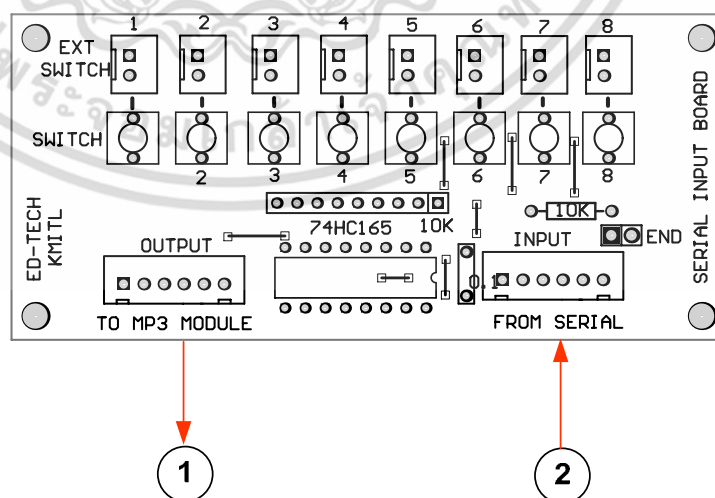 1 2 3 4 5 6 7 8
EXT
SWITCH
SWITCH
2 3 4 5 6 7 8
74HC165 10K
10K
ED-TECH
KMITL
OUTPUT
INPUT
END
0.1
TO MP3 MODULE
FROM SERIAL
SERIAL INPUT BOARD
1
2